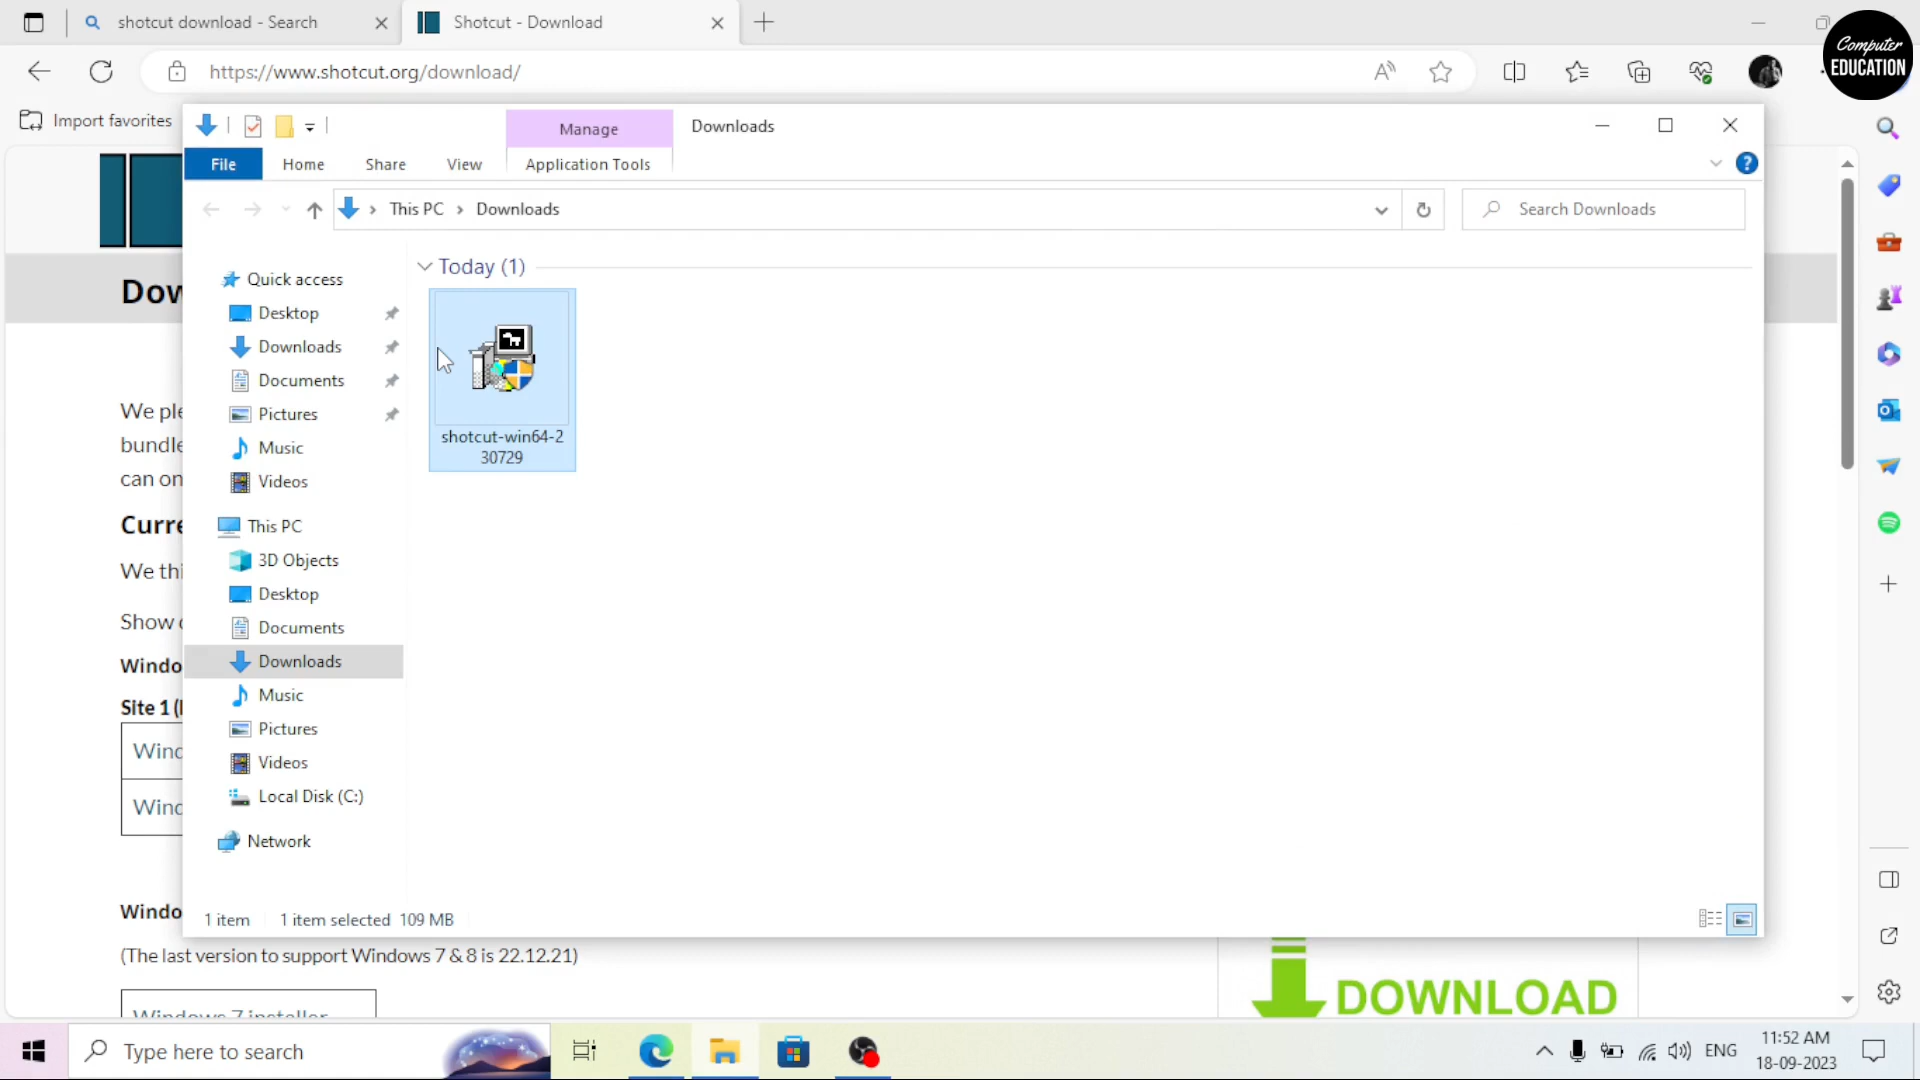 shotcut download - Search
Shotcut - Download
https://www.shotcut.org/download/
Computer
EDUCATION
Import favorites
Manage
Downloads
File
Home
Share
View
Application Tools
This PC
Downloads
Search Downloads
Dow
Quick access
Desktop
Downloads
Documents
Pictures
Music
Videos
This PC
3D Objects
Desktop
Documents
Downloads
Music
Pictures
Videos
Local Disk (C:)
Network
Today (1)
shotcut-win64-2
30729
We ple
bundle
can on
Curre
We thi
Show
Windo
Site 1 (
Wind
Wind
1 item
1 item selected 109 MB
Windo
(The last version to support Windows 7 & 8 is 22.12.21)
Windows 7 installer
DOWNLOAD
Type here to search
ENG
11:52 AM
18-09-2023